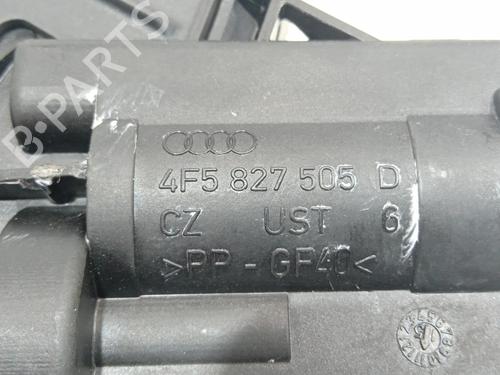 B-PARTS
4F5 827 505 D
CZ UST 6
>PP-GF40<